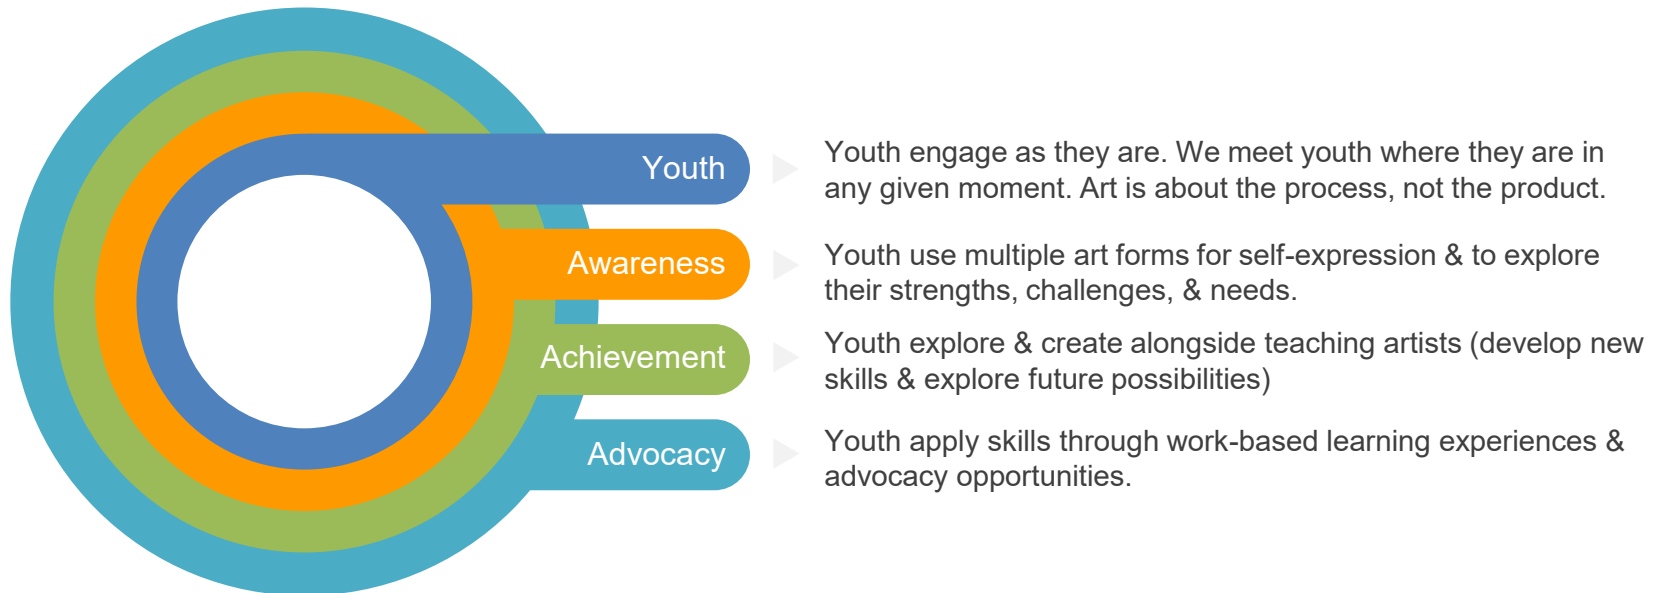 Youth
Youth engage as they are. We meet youth where they are in
any given moment. Art is about the process, not the product.
Awareness
Youth use multiple art forms for self-expression & to explore
their strengths, challenges, & needs.
Achievement
Youth explore & create alongside teaching artists (develop new
skills & explore future possibilities)
Advocacy
Youth apply skills through work-based learning experiences &
advocacy opportunities.